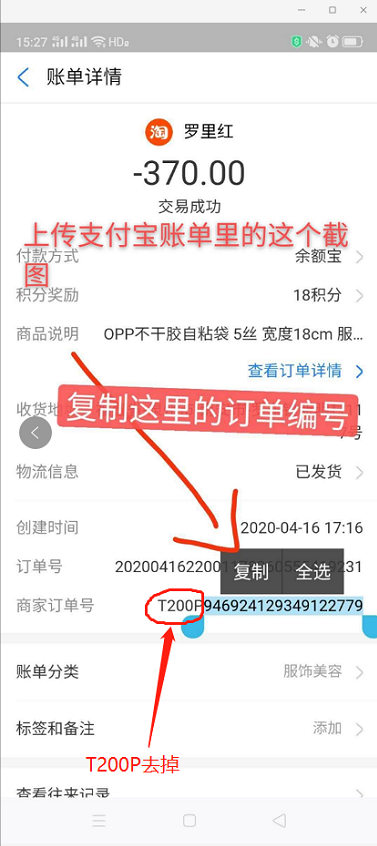 15:27 HD
账单详情
淘 罗里红
-370.00
交易成功
上传支付宝账单里的这个截
图
付款方式 余额宝
积分奖励 18积分
商品说明 OPP不干胶自粘袋 5丝 宽度18cm 服...
查看订单详情
复制这里的订单编号
收货地 11
7号
物流信息 已发货
创建时间 2020-04-16 17:16
复制 全选
订单号 2020041622001 231
商家订单号 T200P946924129349122779
账单分类 服饰美容
标签和备注 添加
T200P去掉
查看往来记录